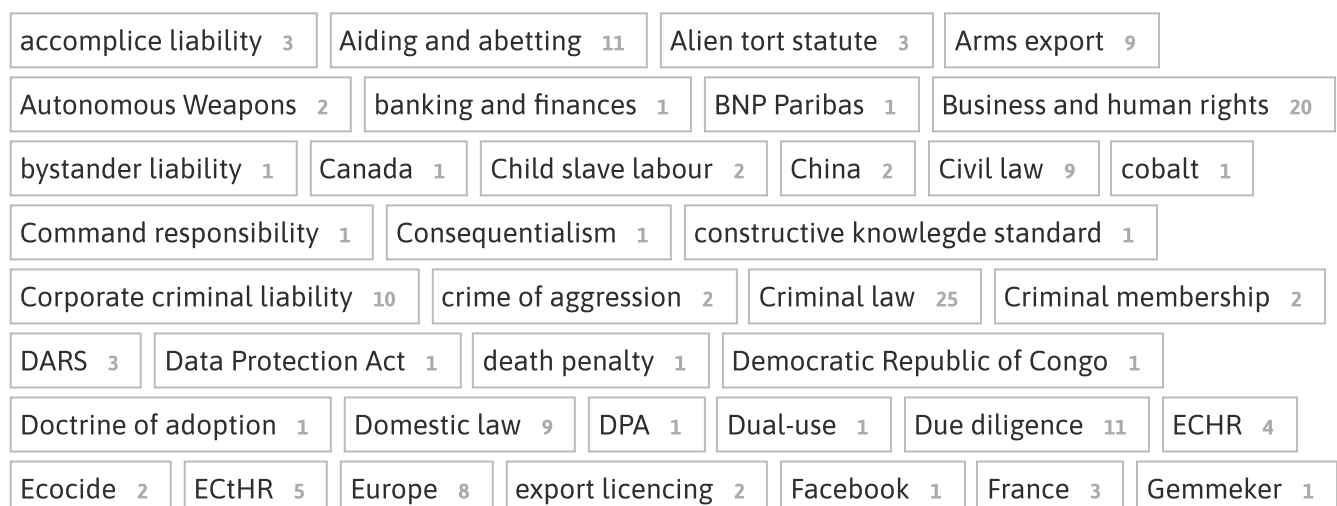 accomplice liability 3 Aiding and abetting 11 Alien tort statute 3 Arms export 9
Autonomous Weapons 2 banking and finances 1 BNP Paribas 1 Business and human rights 20
bystander liability 1 Canada 1 Child slave labour 2 China 2 Civil law 9 cobalt 1
Command responsibility 1 Consequentialism 1 constructive knowlegde standard 1
Corporate criminal liability 10 crime of aggression 2 Criminal law 25 Criminal membership 2
DARS 3 Data Protection Act 1 death penalty 1 Democratic Republic of Congo 1
Doctrine of adoption 1 Domestic law 9 DPA 1 Dual-use 1 Due diligence 11 ECHR 4
Ecocide 2 ECtHR 5 Europe 8 export licencing 2 Facebook 1 France 3 Gemmeker 1